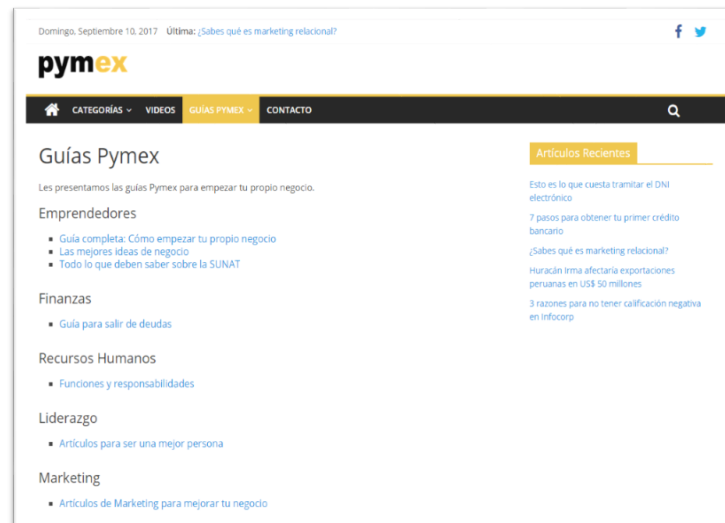 Domingo, Septiembre 10, 2017 Última: ¿Sabes qué es marketing relacional?
pymex
CATEGORÍAS VIDEOS GUÍAS PYMEX CONTACTO
Guías Pymex
Les presentamos las guías Pymex para empezar tu propio negocio.
Emprendedores
Guía completa: Cómo empezar tu propio negocio
Las mejores ideas de negocio
Todo lo que deben saber sobre la SUNAT
Finanzas
Guía para salir de deudas
Recursos Humanos
Funciones y responsabilidades
Liderazgo
Artículos para ser una mejor persona
Marketing
Artículos de Marketing para mejorar tu negocio
Artículos Recientes
Esto es lo que cuesta tramitar el DNI
electrónico
7 pasos para obtener tu primer crédito
bancario
¿Sabes qué es marketing relacional?
Huracán Irma afectaría exportaciones
peruanas en US$ 50 millones
3 razones para no tener calificación negativa
en Infocorp